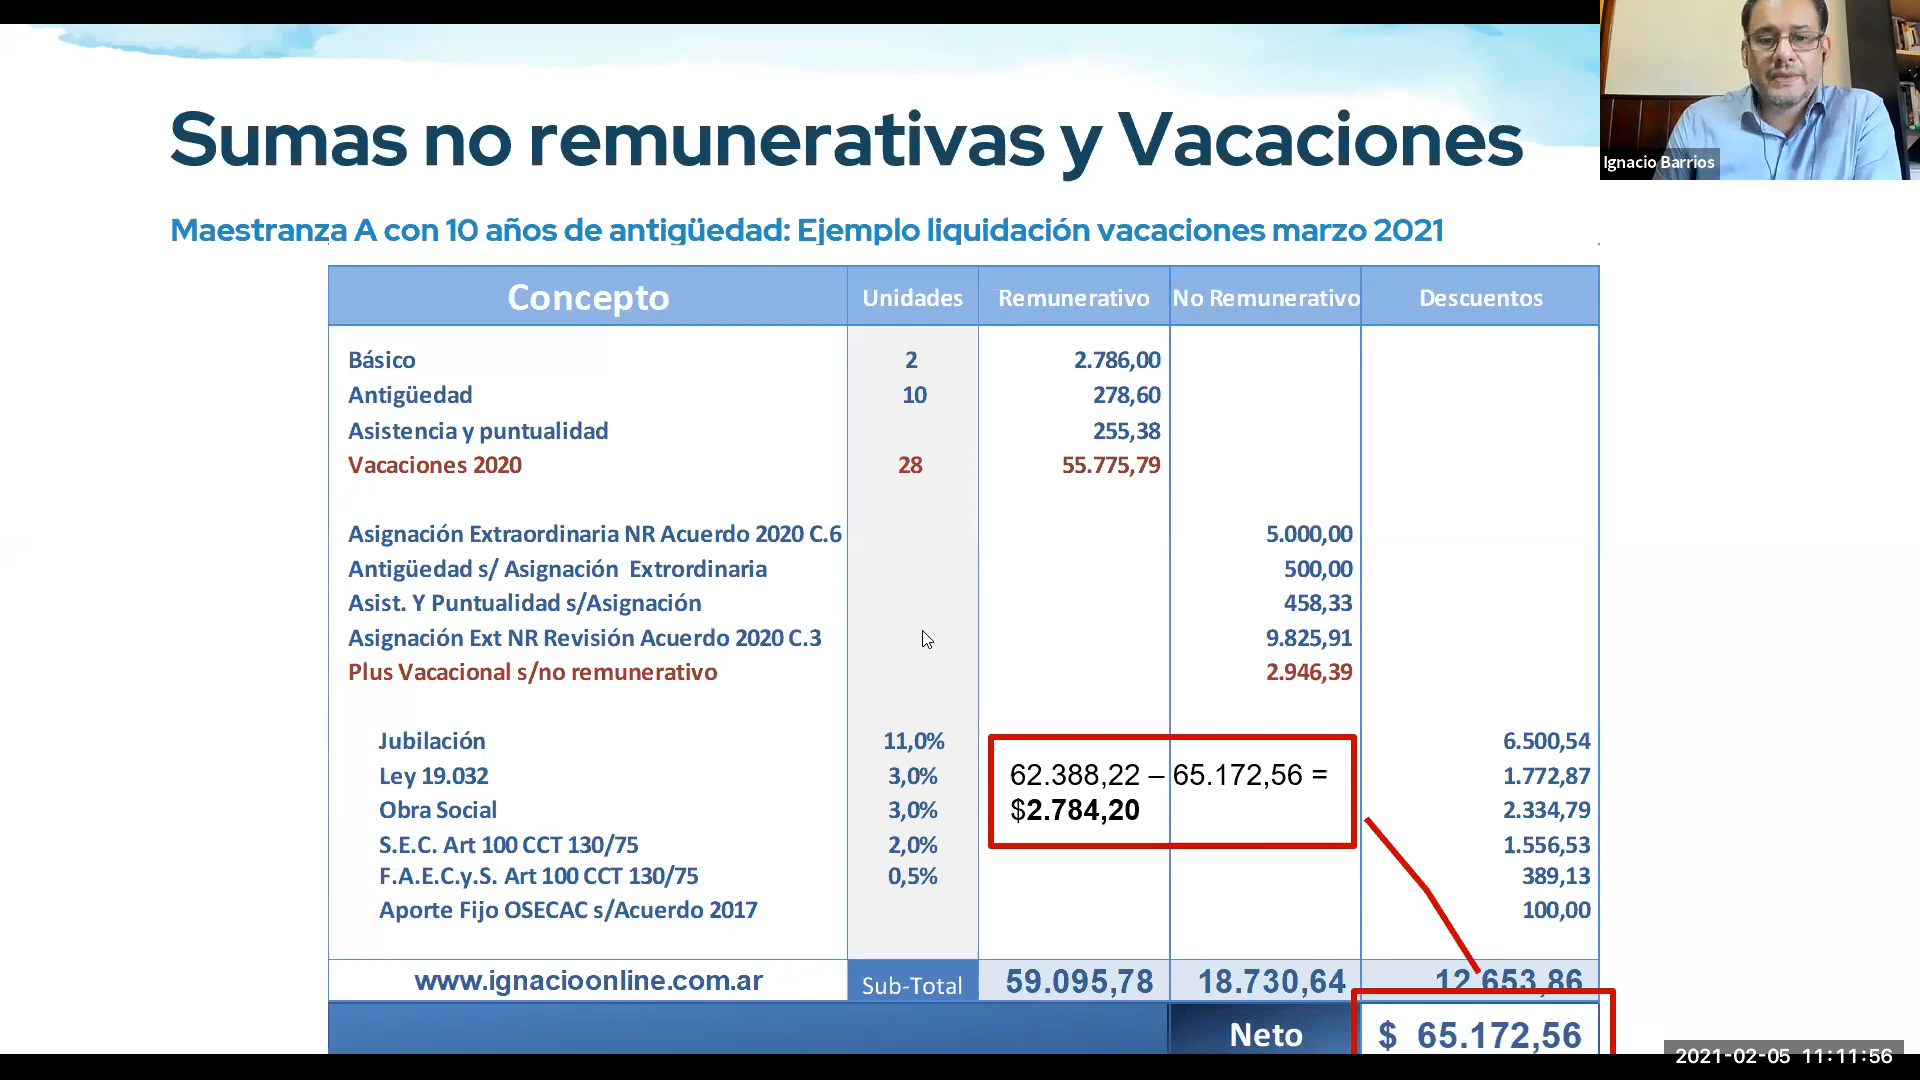 Sumas no remunerativas y Vacaciones
Ignacio Barrios
Maestranza A con 10 años de antigüedad: Ejemplo liquidación vacaciones marzo 2021
Concepto Unidades Remunerativo No Remunerativo Descuentos
Básico 2 2.786,00
Antigüedad 10 278,60
Asistencia y puntualidad 255,38
Vacaciones 2020 28 55.775,79
Asignación Extraordinaria NR Acuerdo 2020 C.6 5.000,00
Antigüedad s/ Asignación Extrordinaria 500,00
Asist. Y Puntualidad s/Asignación 458,33
Asignación Ext NR Revisión Acuerdo 2020 C.3 9.825,91
Plus Vacacional s/no remunerativo 2.946,39
Jubilación 11,0% 6.500,54
Ley 19.032 3,0% 1.772,87
Obra Social 3,0% 2.334,79
S.E.C. Art 100 CCT 130/75 2,0% 1.556,53
F.A.E.C.y.S. Art 100 CCT 130/75 0,5% 389,13
Aporte Fijo OSECAC s/Acuerdo 2017 100,00
62.388,22 – 65.172,56 =
$2.784,20
www.ignacioonline.com.ar Sub-Total 59.095,78 18.730,64 12.653,86
Neto $ 65.172,56
2021-02-05 11:11:56